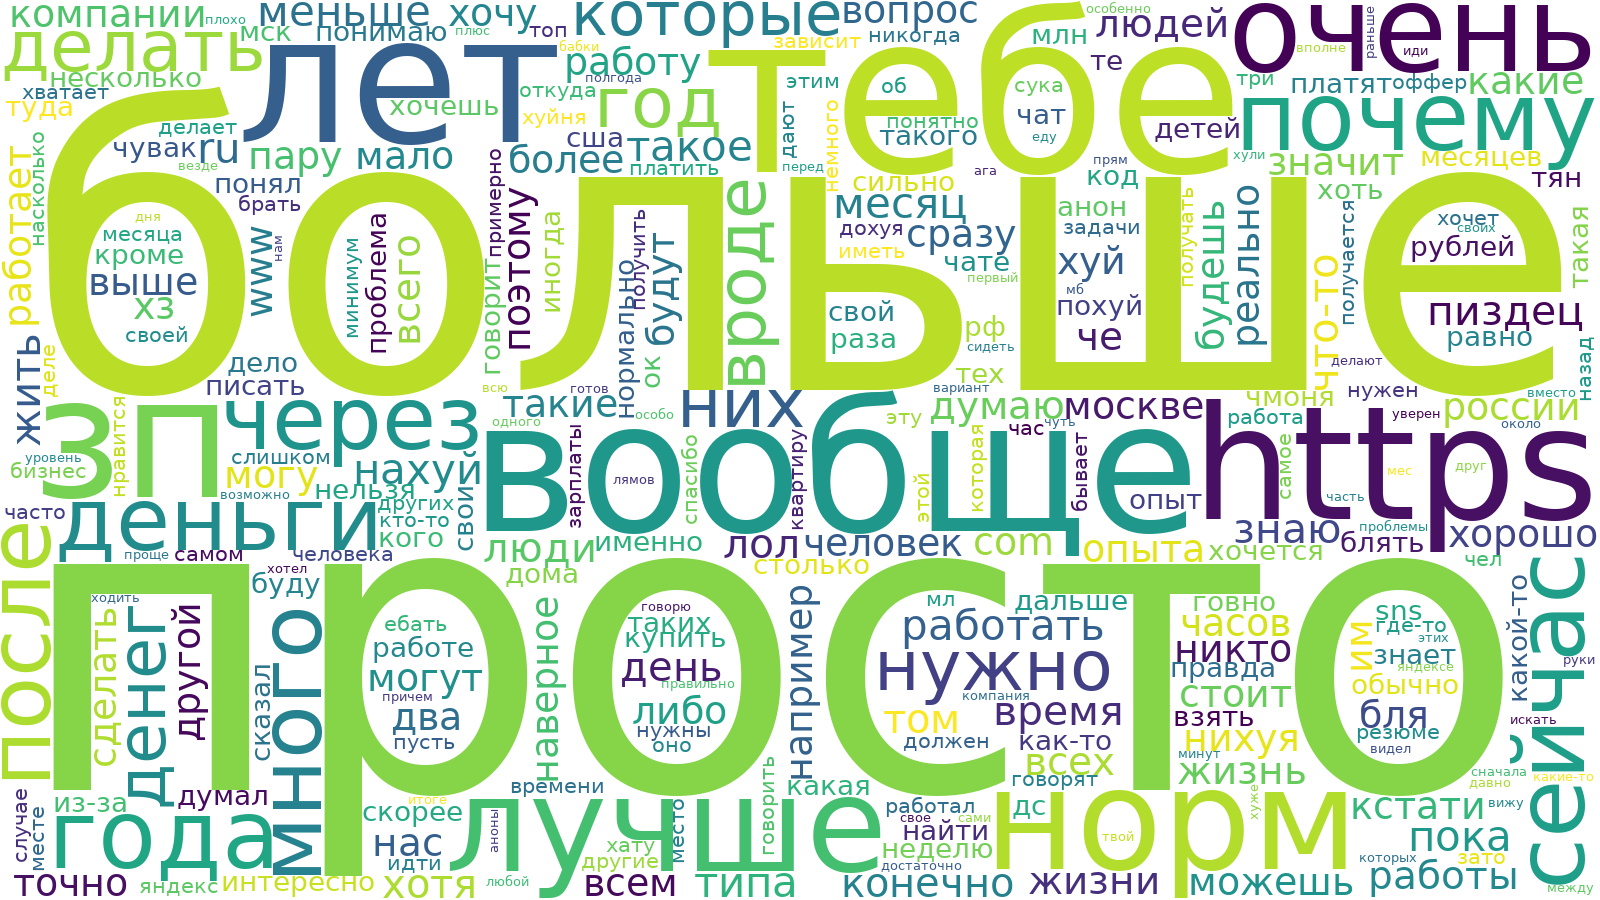 больше
просто
тебе
лет
вообще
https
очень
почему
лучше
норм
сейчас
много
после
года
деньги
денег
через
зп
них
нужно
делать
которые
год
вроде
компании
плохо
меньше
хочу
вопрос
особенно
людей
раньше
мск
понимаю
плюс
топ
бабки
зависит
никогда
млн
те
вполне
иди
несколько
хватает
туда
работу
полгода
этим
об
сука
три
платят
оффер
какие
хочешь
откуда
хуйня
чат
понятно
такого
еду
детей
делает
чувак
ru
пару
мало
сша
более
такое
платить
дают
перед
немного
ага
прям
код
хули
значит
месяцев
хоть
тян
везде
понял
брать
насколько
работает
примерно
сильно
месяц
дохуя
иметь
сразу
чате
первый
анон
задачи
хуй
мб
похуй
че
получать
будешь
реально
получается
хочет
своих
рублей
такая
дня
месяца
кроме
выше
хз
своей
www
нам
минимум
проблема
всего
говорит
поэтому
иногда
получить
нормально
будут
свой
раза
рф
сидеть
тех
что-то
пиздец
равно
назад
делают
жить
деле
дело
писать
всю
готов
ок
вариант
нужен
вместо
такие
особо
одного
эту
думаю
москве
чмоня
работа
уверен
россии
около
нравится
уровень
бизнес
слишком
могу
возможно
нахуй
нельзя
других
кто-то
кого
свои
зарплаты
лямов
спасибо
квартиру
этой
которая
час
чуть
бывает
опыт
самое
мес
друг
часть
часто
проще
самом
человека
люди
именно
лол
человек
com
опыта
знаю
хочется
блять
проблемы
хорошо
чел
хотел
буду
дома
столько
ходить
сделать
другой
сказал
ебать
работе
могут
причем
два
пусть
наверное
говорю
таких
купить
день
правильно
либо
нужны
оно
например
мл
дальше
работать
компания
том
время
должен
как-то
всех
говорят
говно
часов
никто
правда
стоит
взять
нихуя
минут
жизнь
sns
где-то
этих
им
знает
яндексе
обычно
бля
резюме
видел
какой-то
руки
искать
сначала
какие-то
давно
вижу
случае
месте
из-за
думал
итоге
скорее
нас
идти
времени
аноны
хату
другие
место
говорить
какая
работал
свое
сами
найти
неделю
достаточно
дс
твой
хуже
кстати
пока
которых
зато
точно
яндекс
интересно
хотя
любой
всем
типа
конечно
жизни
можешь
работы
между